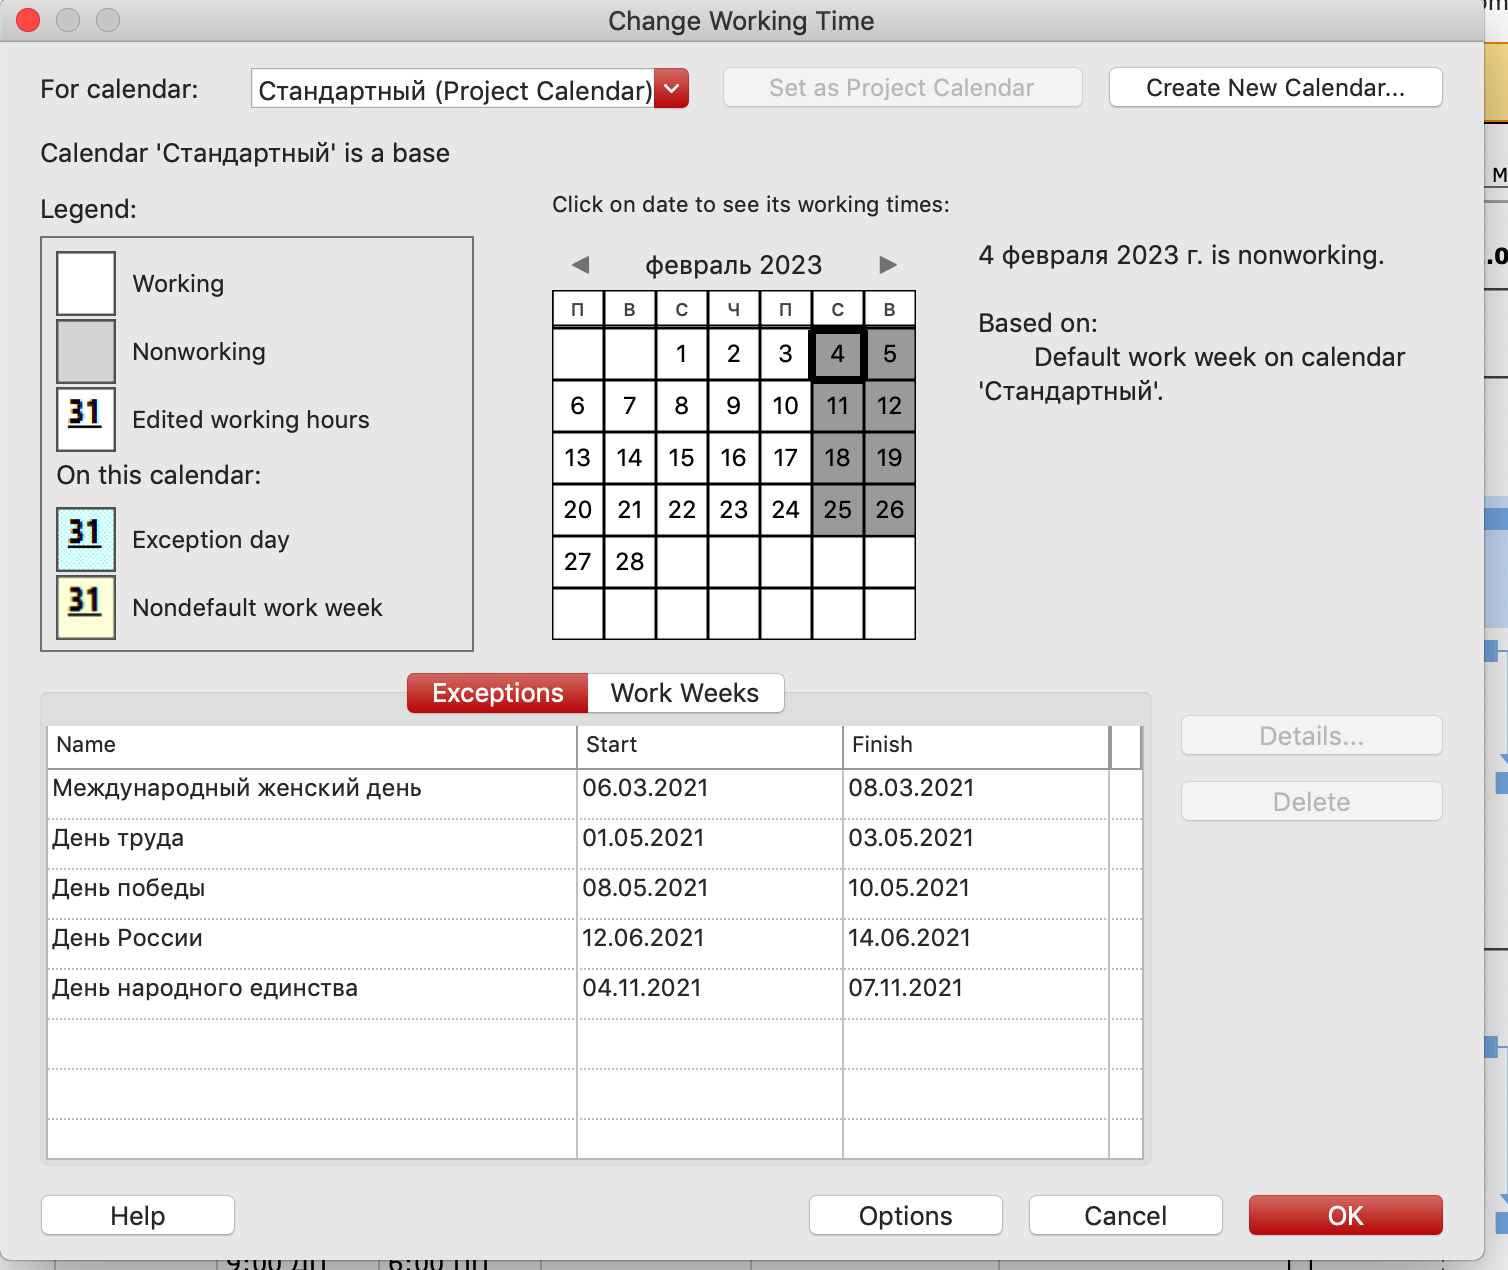 Change Working Time
For calendar:
Стандартный (Project Calendar)
Set as Project Calendar
Create New Calendar...
Calendar 'Стандартный' is a base
Legend:
Working
Nonworking
31 Edited working hours
On this calendar:
31 Exception day
31 Nondefault work week
Click on date to see its working times:
февраль 2023
П В С Ч П С В
1 2 3 4 5
6 7 8 9 10 11 12
13 14 15 16 17 18 19
20 21 22 23 24 25 26
27 28
4 февраля 2023 г. is nonworking.
Based on:
Default work week on calendar
'Стандартный'.
Exceptions Work Weeks
Name Start Finish
Международный женский день 06.03.2021 08.03.2021
День труда 01.05.2021 03.05.2021
День победы 08.05.2021 10.05.2021
День России 12.06.2021 14.06.2021
День народного единства 04.11.2021 07.11.2021
Details...
Delete
Help
Options
Cancel
OK